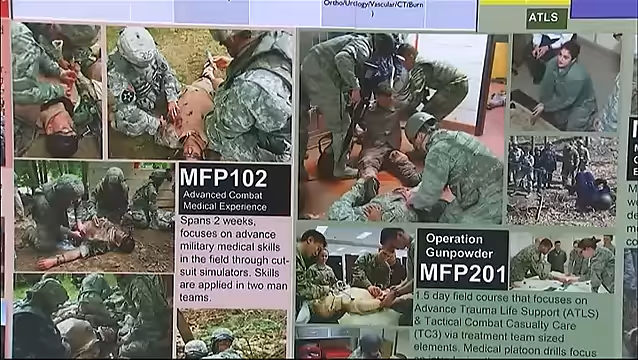 Ortho/Urology/Vascular/CT/Burn
)
ATLS
MFP102
Advanced Combat
Medical Experience
Spans 2 weeks,
focuses on advance
military medical skills
in the field through cut-
suit simulators. Skills
are applied in two man
teams.
Operation
Gunpowder
MFP201
1.5 day field course that focuses on
Advance Trauma Life Support (ATLS)
& Tactical Combat Casualty Care
(TC3) via treatment team sized
elements. Medical platoon drills focus